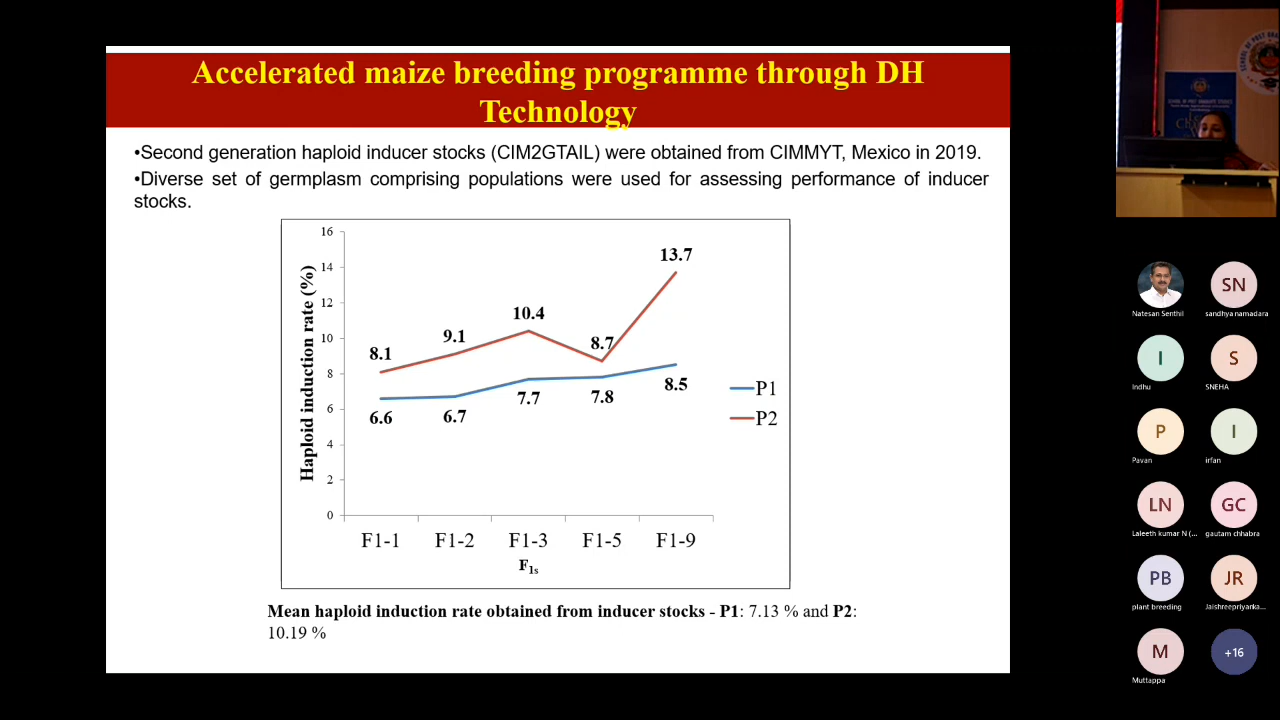 Accelerated maize breeding programme through DH
Technology
•Second generation haploid inducer stocks (CIM2GTAIL) were obtained from CIMMYT, Mexico in 2019.
•Diverse set of germplasm comprising populations were used for assessing performance of inducer
stocks.
Haploid induction rate (%)
16
14
12
10
8
6
4
2
0
8.1
9.1
10.4
8.7
13.7
6.6
6.7
7.7
7.8
8.5
P1
P2
F1-1
F1-2
F1-3
F1-5
F1-9
F1s
Mean haploid induction rate obtained from inducer stocks - P1: 7.13 % and P2:
10.19 %
Natesan Senthil
SN
sandhya namadara
I
Indhu
S
SNEHA
P
Pavan
I
irfan
LN
Laleeth kumar N (...
GC
gautam chhabra
PB
plant breeding
JR
Jaishreepriyanka...
M
Muttappa
+16